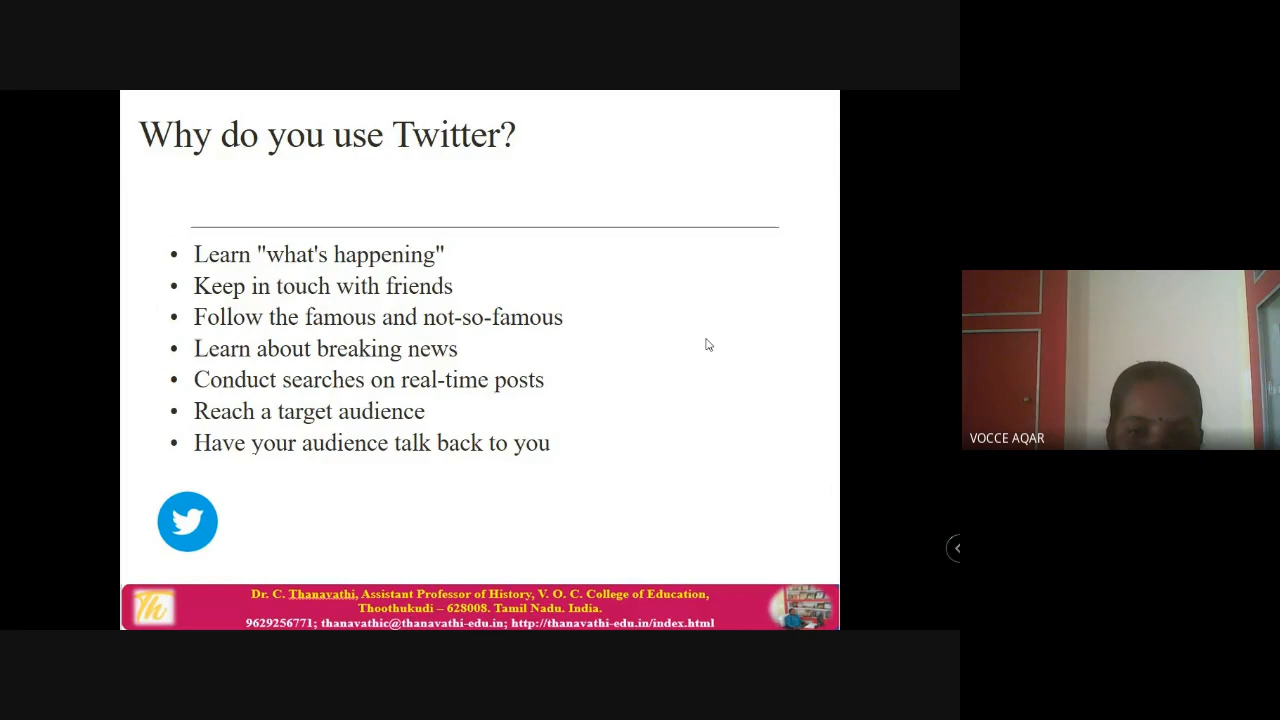 Why do you use Twitter?
• Learn "what's happening"
• Keep in touch with friends
• Follow the famous and not-so-famous
• Learn about breaking news
• Conduct searches on real-time posts
• Reach a target audience
• Have your audience talk back to you
Th
Dr. C. Thanavathi, Assistant Professor of History, V. O. C. College of Education,
Thoothukudi – 628008. Tamil Nadu. India.
9629256771; thanavathic@thanavathi-edu.in; http://thanavathi-edu.in/index.html
VOCCE AQAR